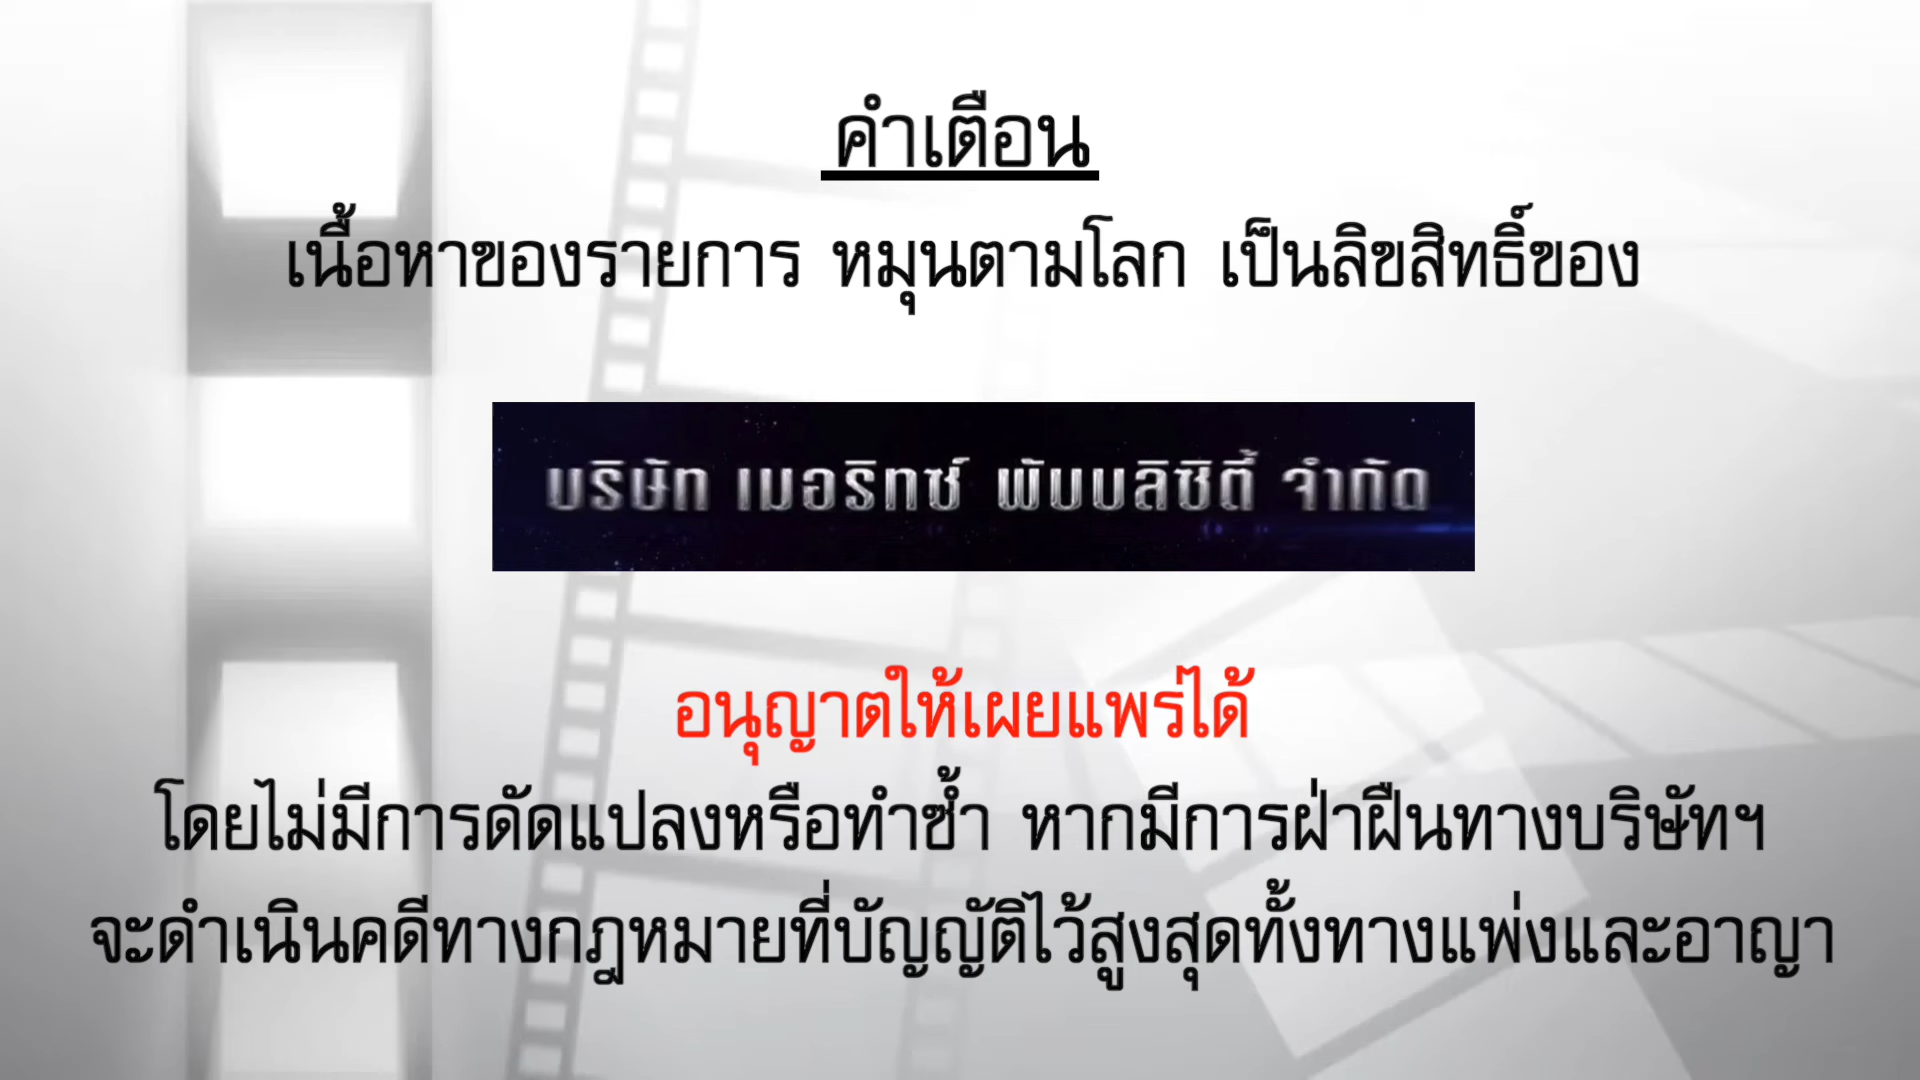 คำเตือน
เนื้อหาของรายการ หมุนตามโลก เป็นลิขสิทธิ์ของ
บริษัท เมอริทซ์ พับบลิซิตี้ จำกัด
อนุญาตให้เผยแพร่ได้
โดยไม่มีการดัดแปลงหรือทำซ้ำ หากมีการฝ่าฝืนทางบริษัทฯ
จะดำเนินคดีทางกฎหมายที่บัญญัติไว้สูงสุดทั้งทางแพ่งและอาญา